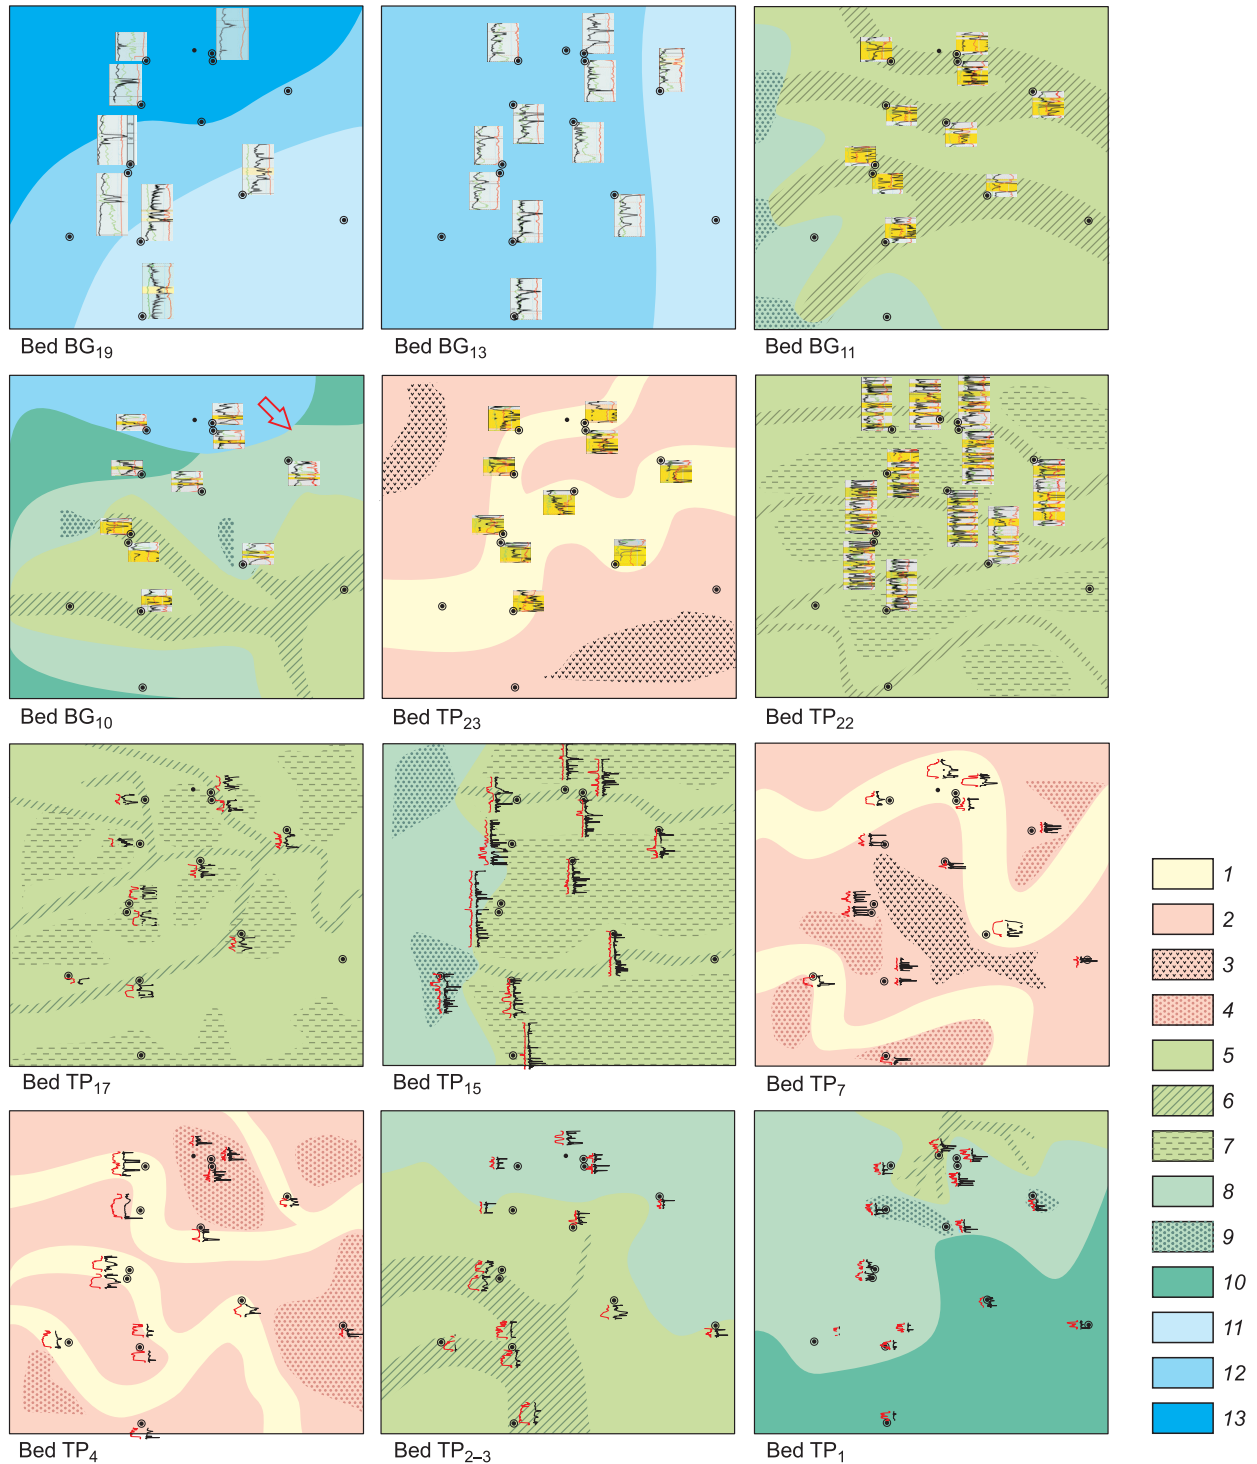 Bed BG₁₉
Bed BG₁₃
Bed BG₁₁
Bed BG₁₀
Bed TP₂₃
Bed TP₂₂
Bed TP₁₇
Bed TP₁₅
Bed TP₇
Bed TP₄
Bed TP₂₋₃
Bed TP₁
1
2
3
4
5
6
7
8
9
10
11
12
13